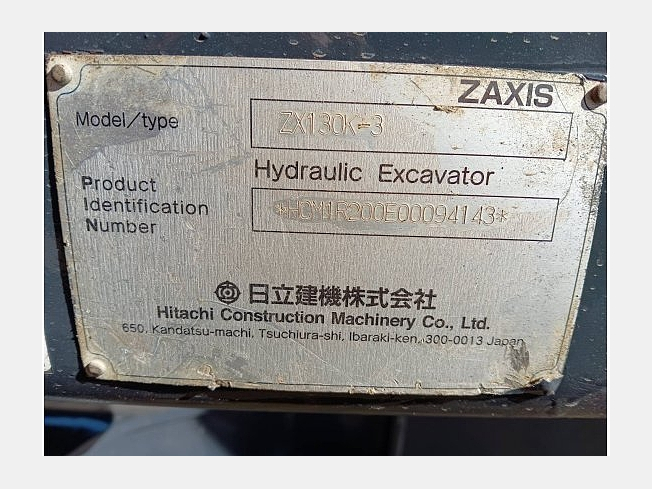 ZAXIS
Model/type ZX130K-3
Hydraulic Excavator
Product
Identification
Number
*HCM1R200E00094143*
日立建機株式会社
Hitachi Construction Machinery Co., Ltd.
650, Kandatsu-machi, Tsuchiura-shi, Ibaraki-ken, 300-0013 Japan